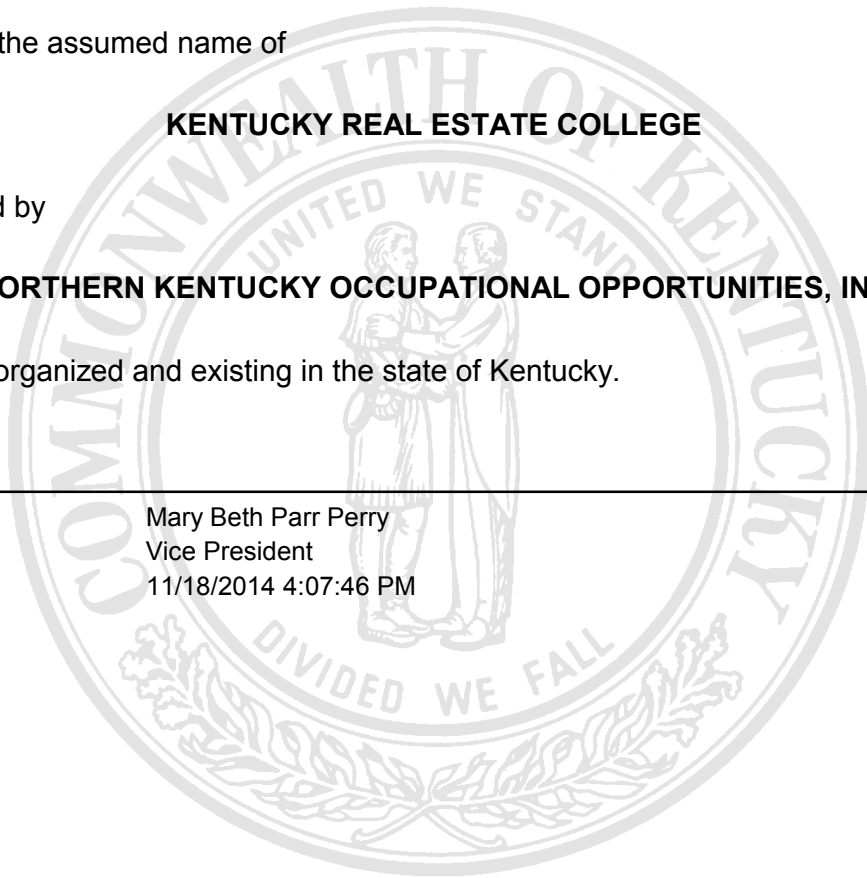 the assumed name of
KENTUCKY REAL ESTATE COLLEGE
d by
ORTHERN KENTUCKY OCCUPATIONAL OPPORTUNITIES, IN
organized and existing in the state of Kentucky.
Mary Beth Parr Perry
Vice President
11/18/2014 4:07:46 PM
COMMONWEALTH OF KENTUCKY
UNITED WE STAND
DIVIDED WE FALL